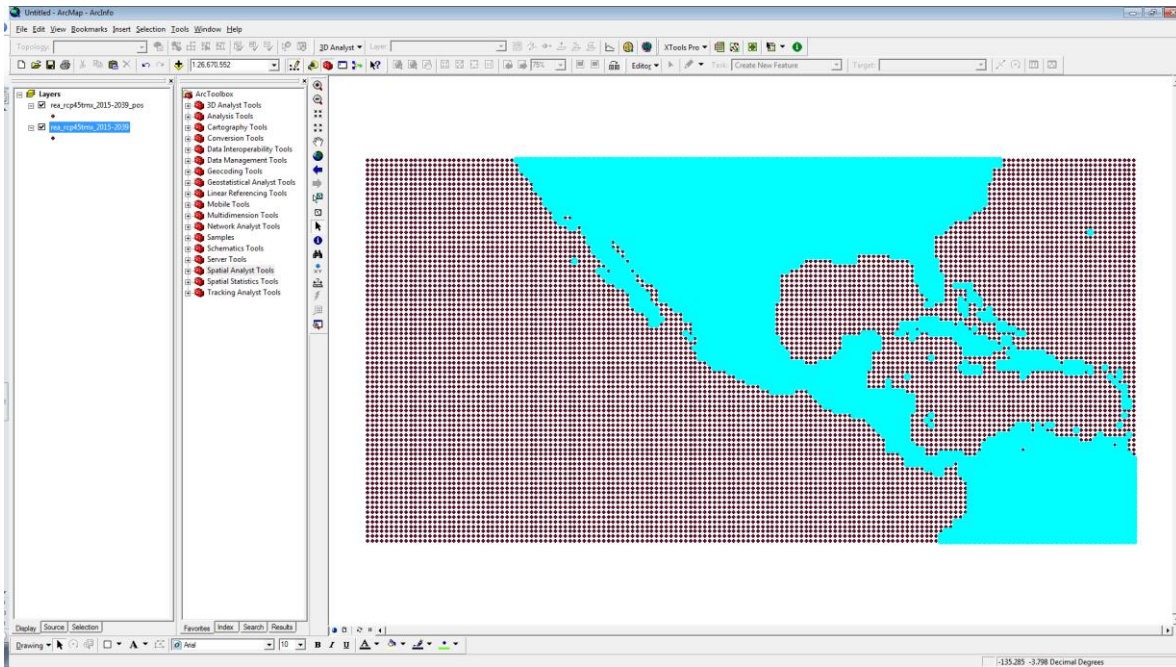 Untitled - ArcMap - ArcInfo
File Edit View Bookmarks Insert Selection Tools Window Help
Topology: 3D Analyst Layer: XTools Pro
1:26,670,552 75% Editor Task: Create New Feature Target:
Layers
rea_rcp45tmx_2015-2039_pos
rea_rcp45tmx_2015-2039
ArcToolbox
3D Analyst Tools
Analysis Tools
Cartography Tools
Conversion Tools
Data Interoperability Tools
Data Management Tools
Geocoding Tools
Geostatistical Analyst Tools
Linear Referencing Tools
Mobile Tools
Multidimension Tools
Network Analyst Tools
Samples
Schematics Tools
Server Tools
Spatial Analyst Tools
Spatial Statistics Tools
Tracking Analyst Tools
Display Source Selection
Favorites Index Search Results
Drawing A Arial 10 B I U A
-135.285 -3.798 Decimal Degrees